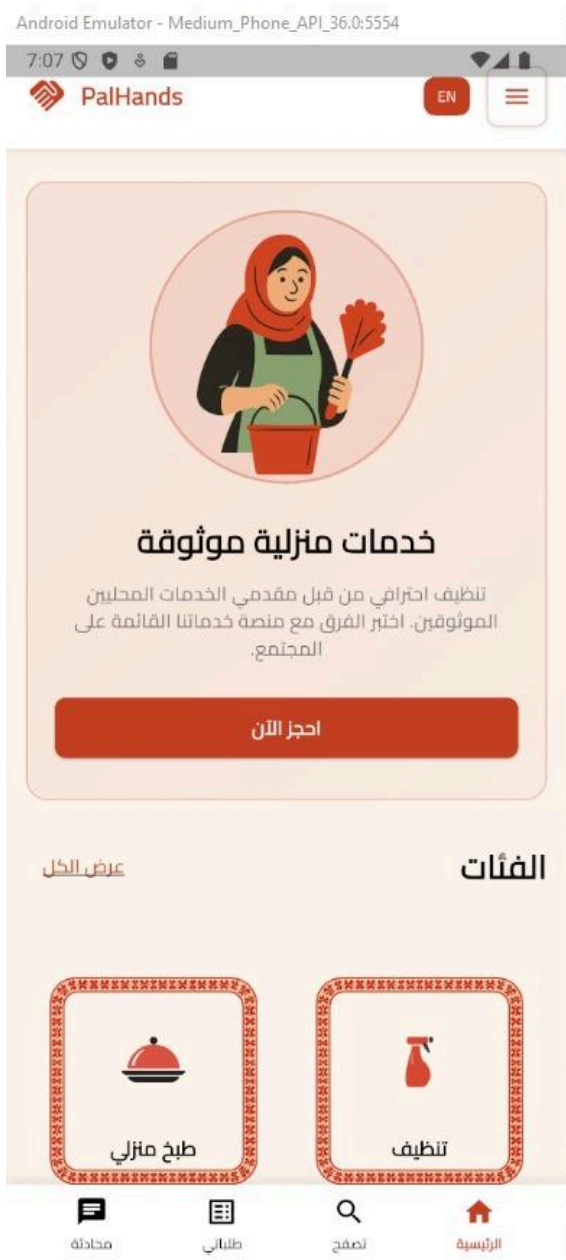 Android Emulator - Medium_Phone_API_36.0:5554
7:07
PalHands
EN
خدمات منزلية موثوقة
تنظيف احترافي من قبل مقدمي الخدمات المحليين
الموثوقين. اختبر الفرق مع منصة خدماتنا القائمة على
المجتمع.
احجز الآن
الفئات
عرض الكل
تنظيف
طبخ منزلي
الرئيسية
تصفح
طلباتي
محادثة